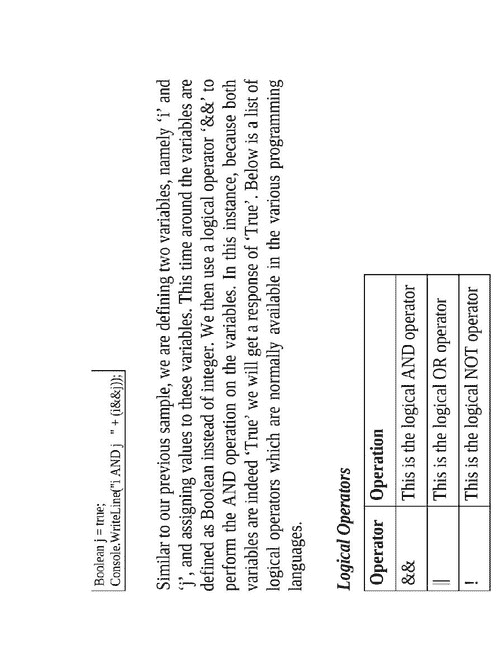 Boolean j = true;
Console.WriteLine("i AND j  " + (i&&j));
Similar to our previous sample, we are defining two variables, namely ‘i’ and
‘j’, and assigning values to these variables. This time around the variables are
defined as Boolean instead of integer. We then use a logical operator ‘&&’ to
perform the AND operation on the variables. In this instance, because both
variables are indeed ‘True’ we will get a response of ‘True’. Below is a list of
logical operators which are normally available in the various programming
languages.
Logical Operators
Operator Operation
&& This is the logical AND operator
|| This is the logical OR operator
! This is the logical NOT operator